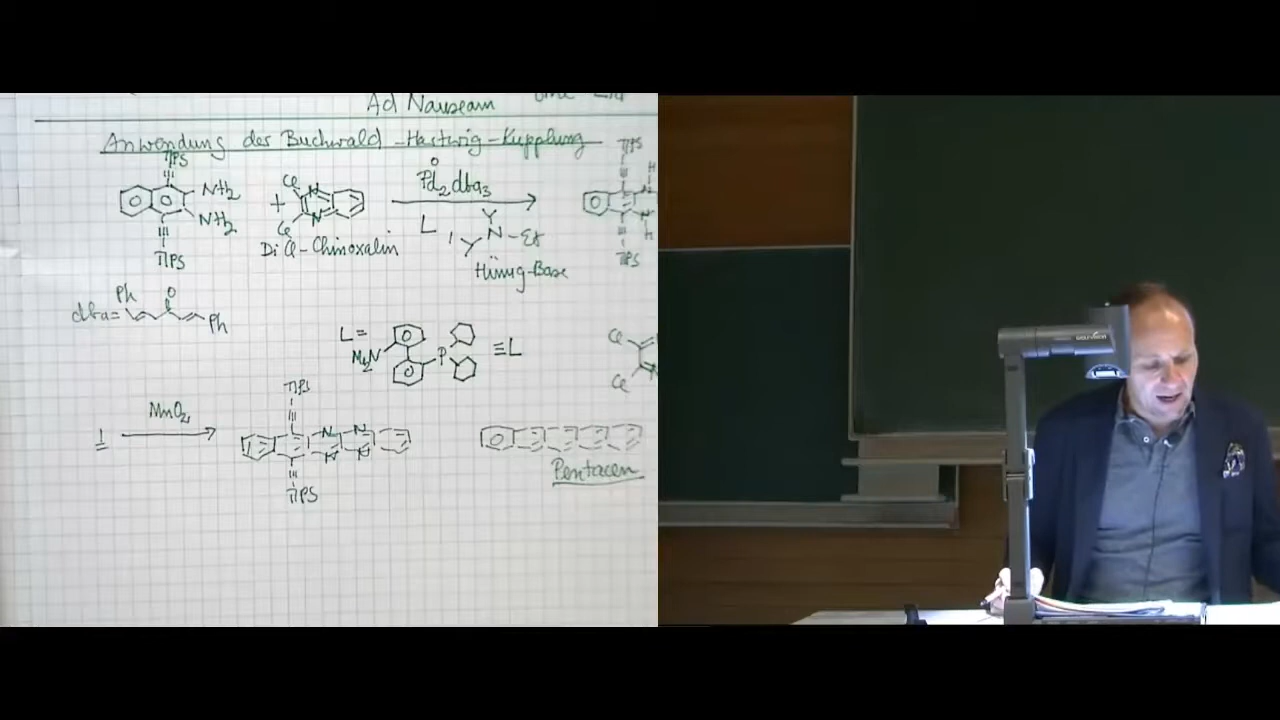 Ad Nauseam
Anwendung der Buchwald-Hartwig-Kupplung
TIPS
TIPS
H
NH2
Cl
N
0
Pd2dba3
N
+
NH2
N
Cl
L
,
N
Et
N
H
TIPS
Di Cl-Chinoxalin
Hünig-Base
TIPS
dba=
Ph
O
Ph
L =
Me2N
P
≡L
Cl
Cl
N
TIPS
1
MnO2
N
N
N
N
TIPS
Pentacen